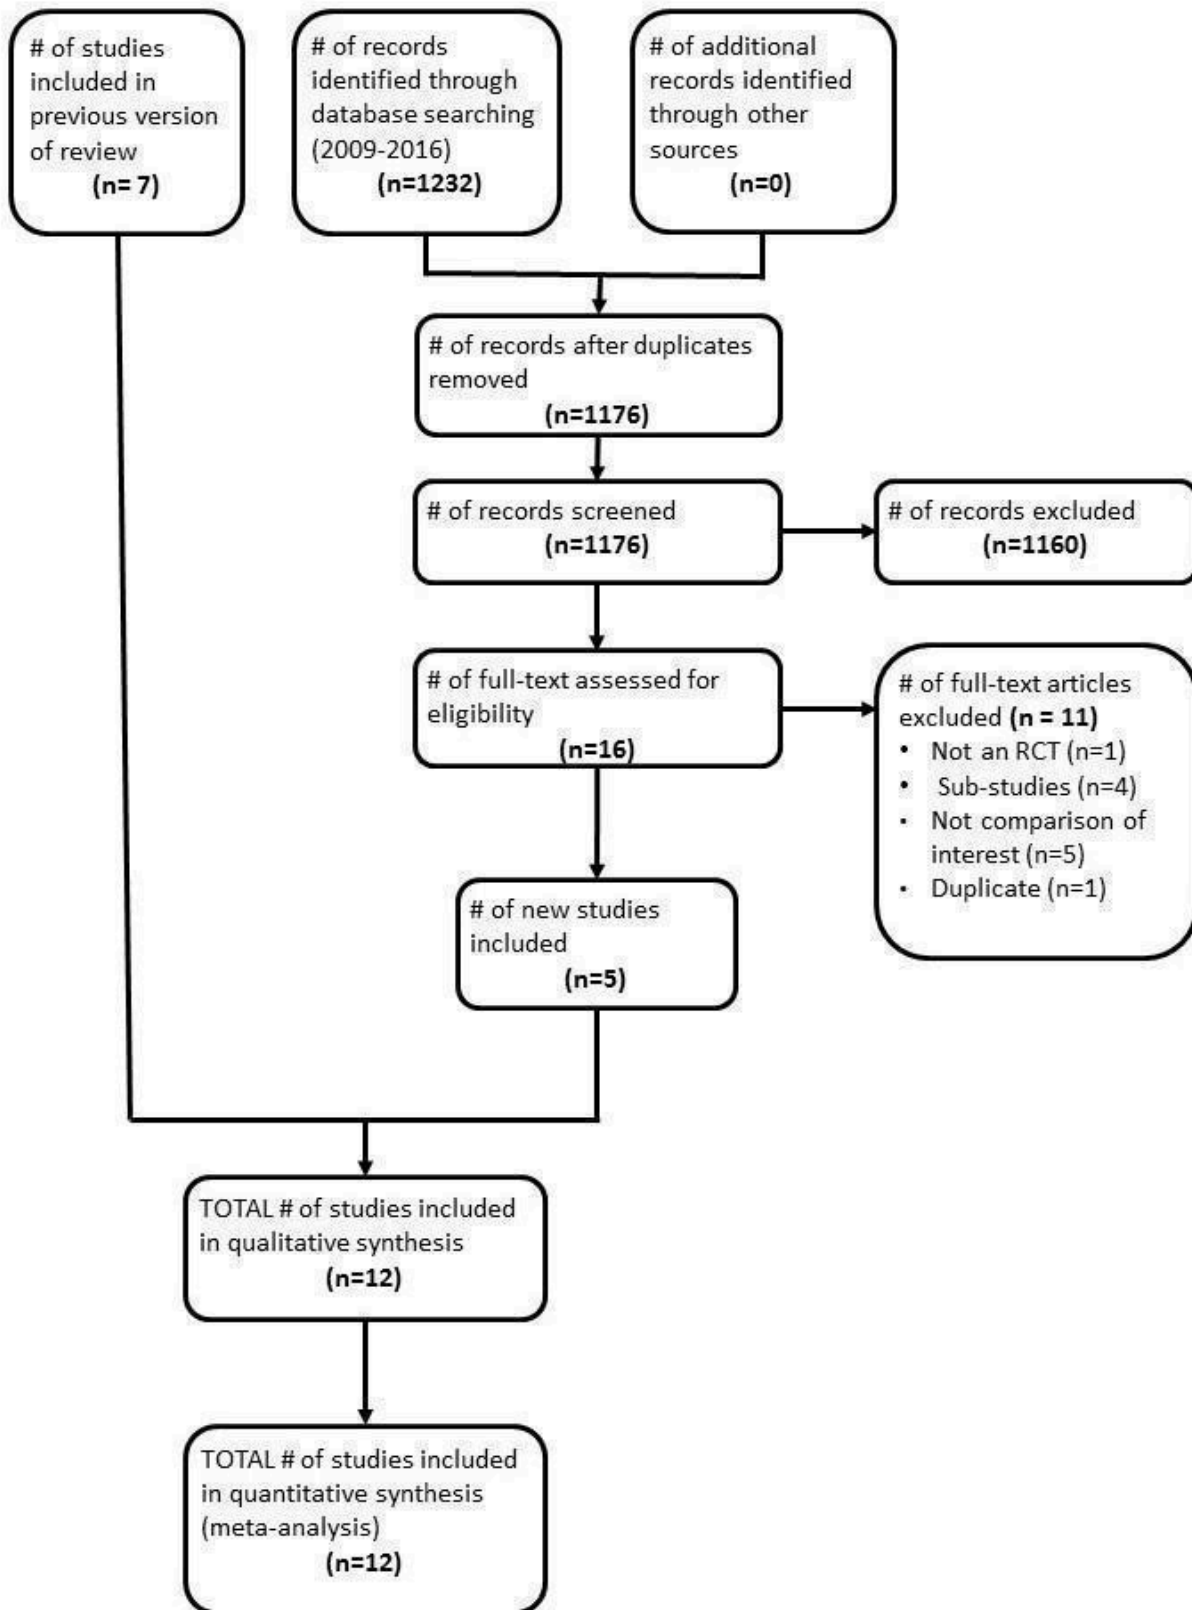 # of studies
included in
previous version
of review
(n= 7)
# of records
identified through
database searching
(2009-2016)
(n=1232)
# of additional
records identified
through other
sources
(n=0)
# of records after duplicates
removed
(n=1176)
# of records screened
(n=1176)
# of records excluded
(n=1160)
# of full-text assessed for
eligibility
(n=16)
# of full-text articles
excluded (n = 11)
• Not an RCT (n=1)
• Sub-studies (n=4)
• Not comparison of
interest (n=5)
• Duplicate (n=1)
# of new studies
included
(n=5)
TOTAL # of studies included
in qualitative synthesis
(n=12)
TOTAL # of studies included
in quantitative synthesis
(meta-analysis)
(n=12)